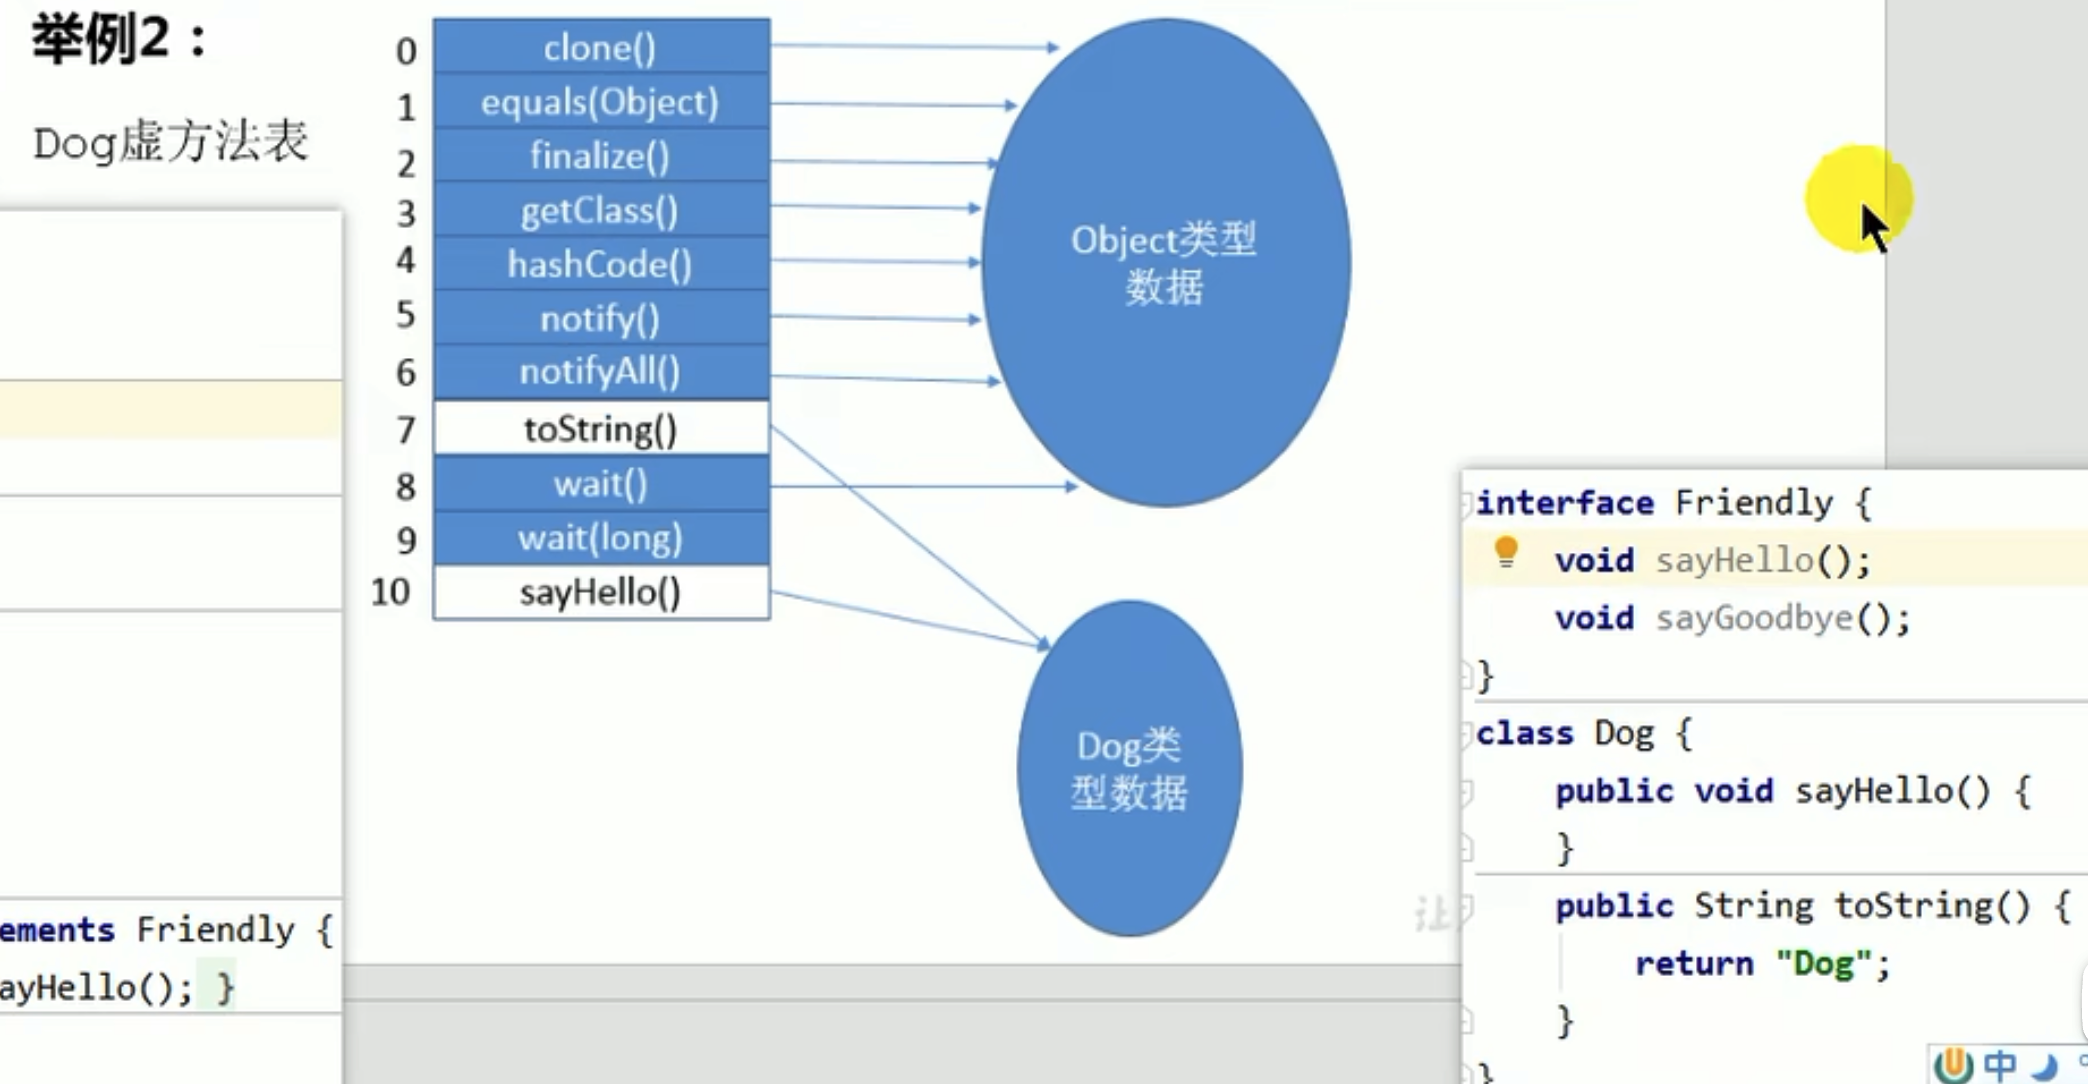 举例2：
Dog虚方法表
0 clone()
1 equals(Object)
2 finalize()
3 getClass()
4 hashCode()
5 notify()
6 notifyAll()
7 toString()
8 wait()
9 wait(long)
10 sayHello()
Object类型
数据
Dog类
型数据
ements Friendly {
ayHello(); }
interface Friendly {
void sayHello();
void sayGoodbye();
}
class Dog {
public void sayHello() {
}
public String toString() {
return "Dog";
}
}
让
中